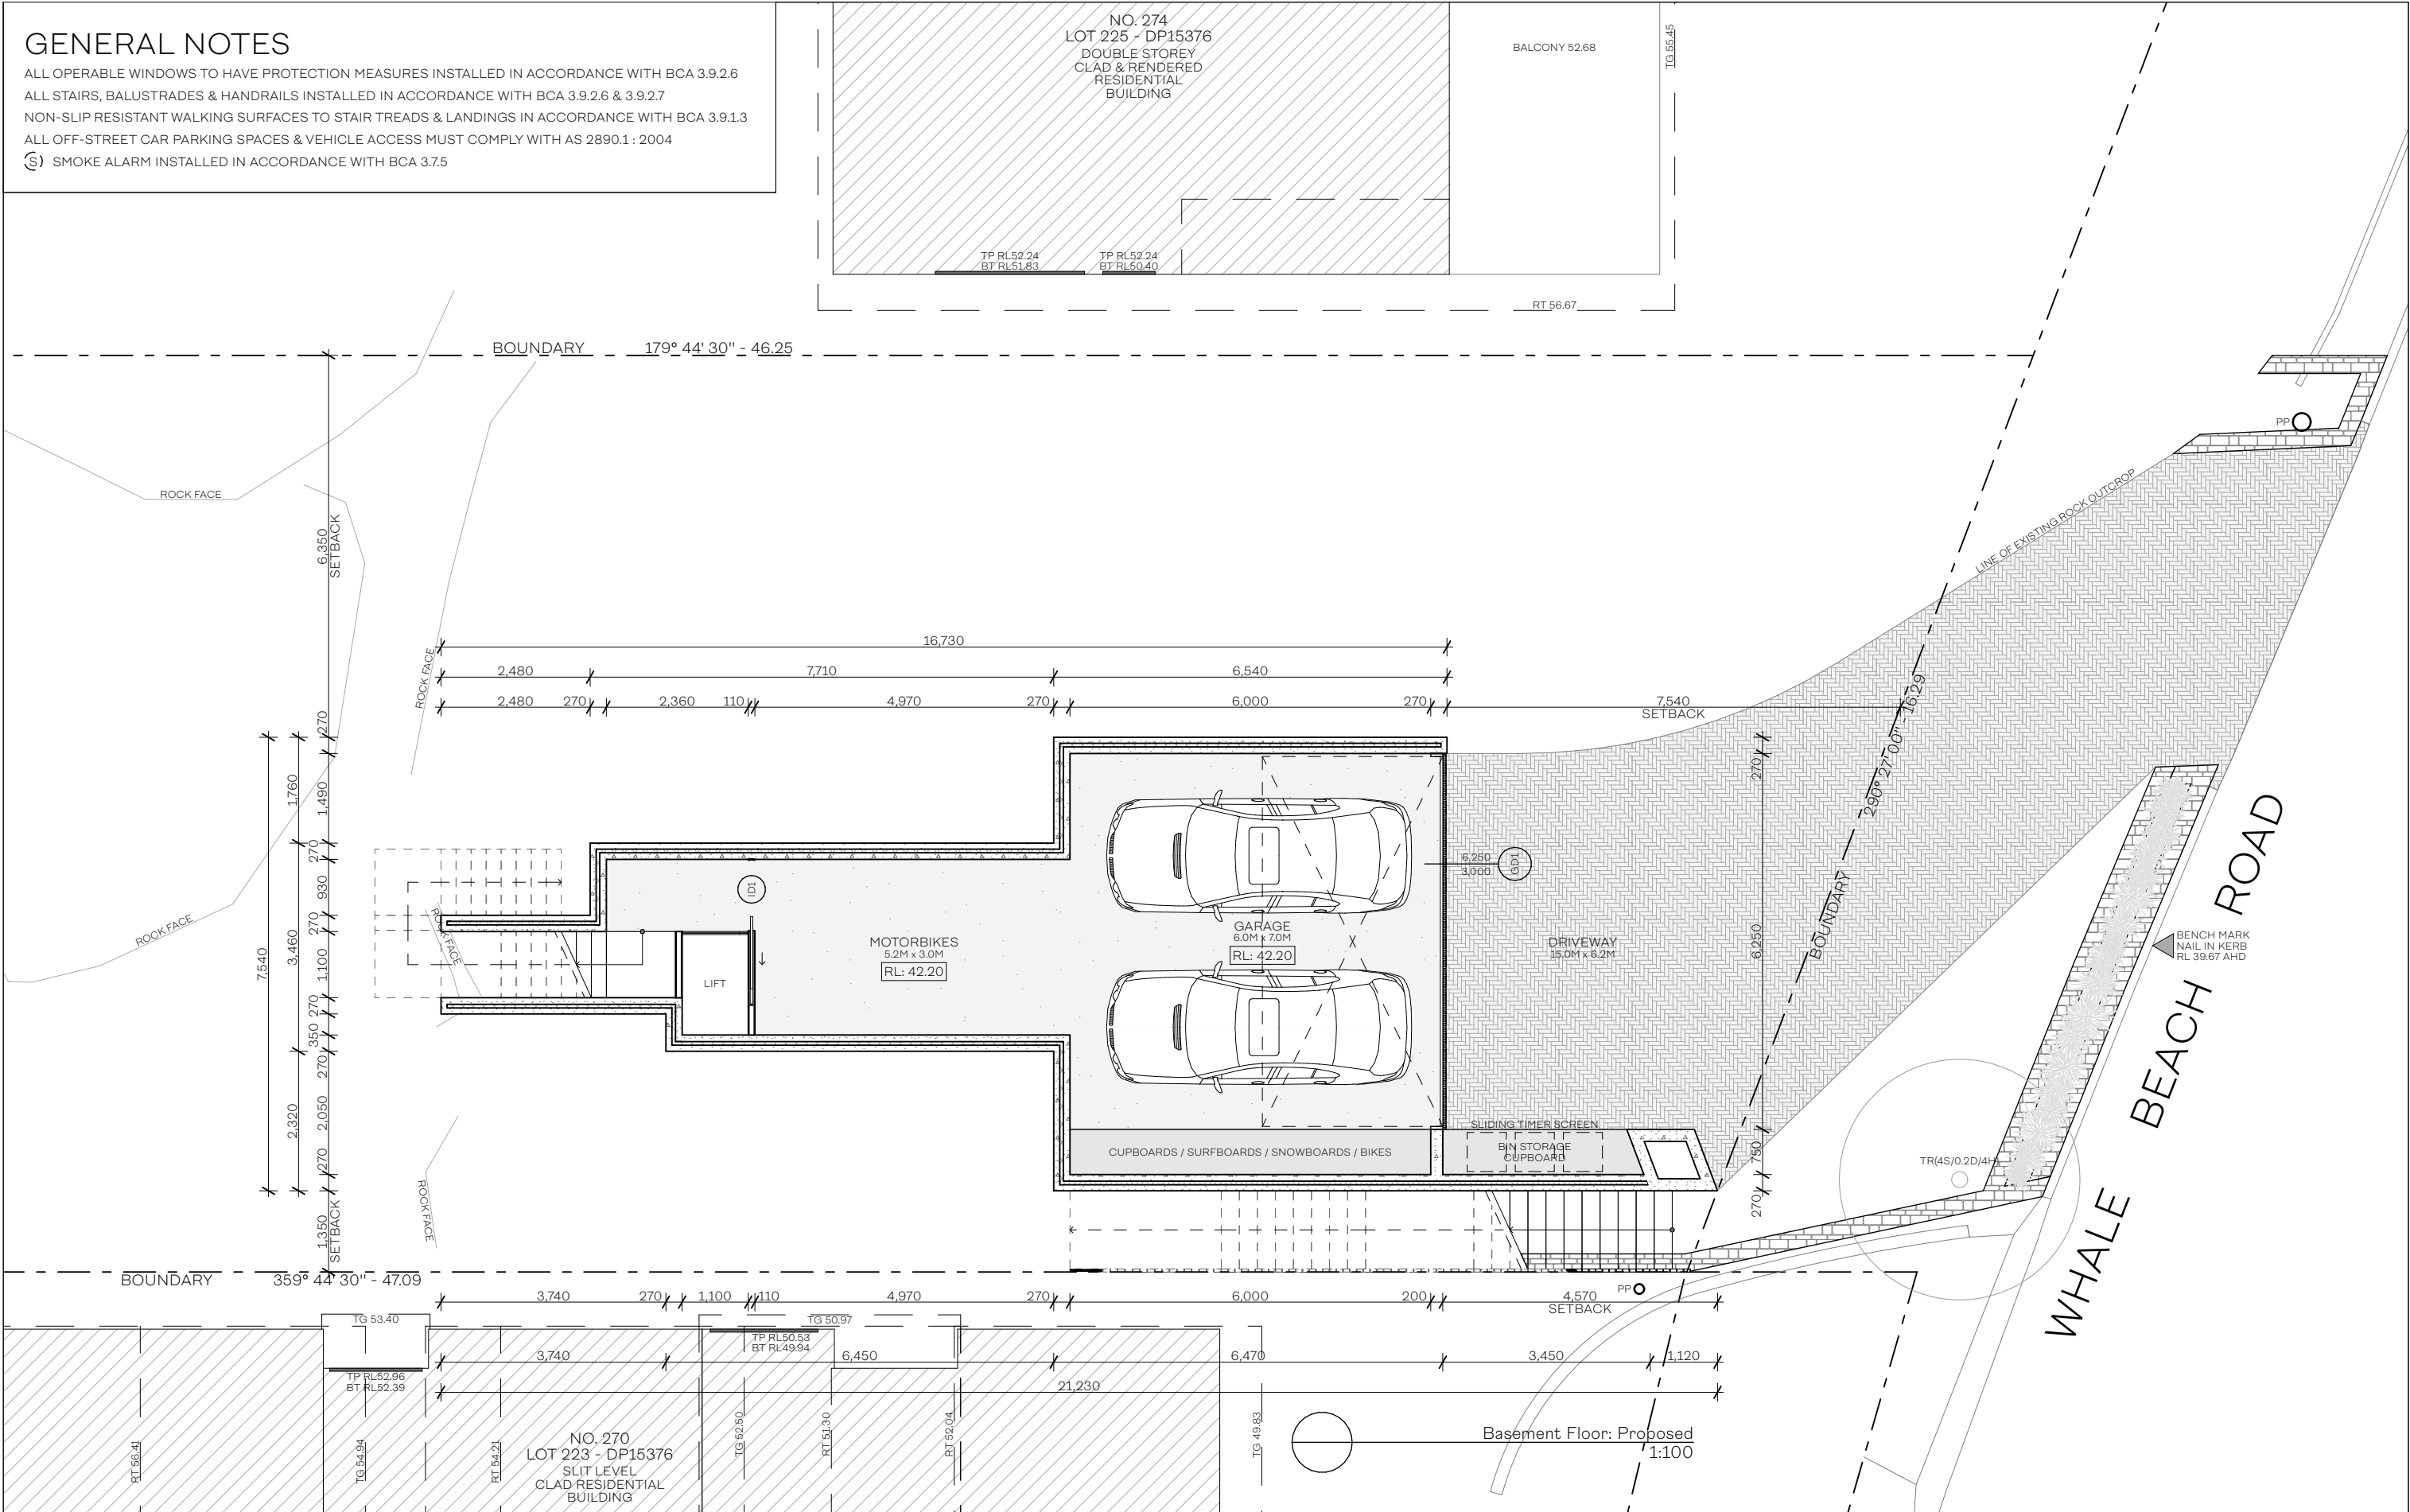 GENERAL NOTES
ALL OPERABLE WINDOWS TO HAVE PROTECTION MEASURES INSTALLED IN ACCORDANCE WITH BCA 3.9.2.6
ALL STAIRS, BALUSTRADES & HANDRAILS INSTALLED IN ACCORDANCE WITH BCA 3.9.2.6 & 3.9.2.7
NON-SLIP RESISTANT WALKING SURFACES TO STAIR TREADS & LANDINGS IN ACCORDANCE WITH BCA 3.9.1.3
ALL OFF-STREET CAR PARKING SPACES & VEHICLE ACCESS MUST COMPLY WITH AS 2890.1 : 2004
(S) SMOKE ALARM INSTALLED IN ACCORDANCE WITH BCA 3.7.5
NO. 274
LOT 225 - DP15376
DOUBLE STOREY
CLAD & RENDERED
RESIDENTIAL
BUILDING
BALCONY 52.68
TG 55.45
TP RL52.24
BT RL51.83
TP RL52.24
BT RL50.40
RT 56.67
BOUNDARY 179° 44' 30" - 46.25
PP
LINE OF EXISTING ROCK OUTCROP
ROCK FACE
6,350
SETBACK
ROCK FACE
16,730
2,480 7,710 6,540
2,480 270 2,360 110 4,970 270 6,000 270 7,540
SETBACK
290° 27' 00" - 16.29
BOUNDARY
270
1,760
1,490
270
930
270
3,460
7,540
1,100
270
350
270
2,320
2,050
270
1,350
SETBACK
ROCK FACE
ROCK FACE
ROCK FACE
1D1
MOTORBIKES
5.2M x 3.0M
RL: 42.20
LIFT
GARAGE
6.0M x 7.0M
RL: 42.20
6,250
3,000
GD1
DRIVEWAY
15.0M x 6.2M
270
6,250
750
270
CUPBOARDS / SURFBOARDS / SNOWBOARDS / BIKES
SLIDING TIMER SCREEN
BIN STORAGE
CUPBOARD
BENCH MARK
NAIL IN KERB
RL 39.67 AHD
WHALE BEACH ROAD
TR(4S/0.2D/4H)
BOUNDARY 359° 44' 30" - 47.09
PP
3,740 270 1,100 110 4,970 270 6,000 200 4,570
SETBACK
TG 53.40
TG 50.97
TP RL50.53
BT RL49.94
3,740 6,450 6,470 3,450 1,120
TP RL52.96
BT RL52.39
21,230
RT 56.41
TG 54.94
RT 54.21
TG 52.50
RT 51.30
RT 52.04
TG 49.83
NO. 270
LOT 223 - DP15376
SLIT LEVEL
CLAD RESIDENTIAL
BUILDING
Basement Floor: Proposed
1:100